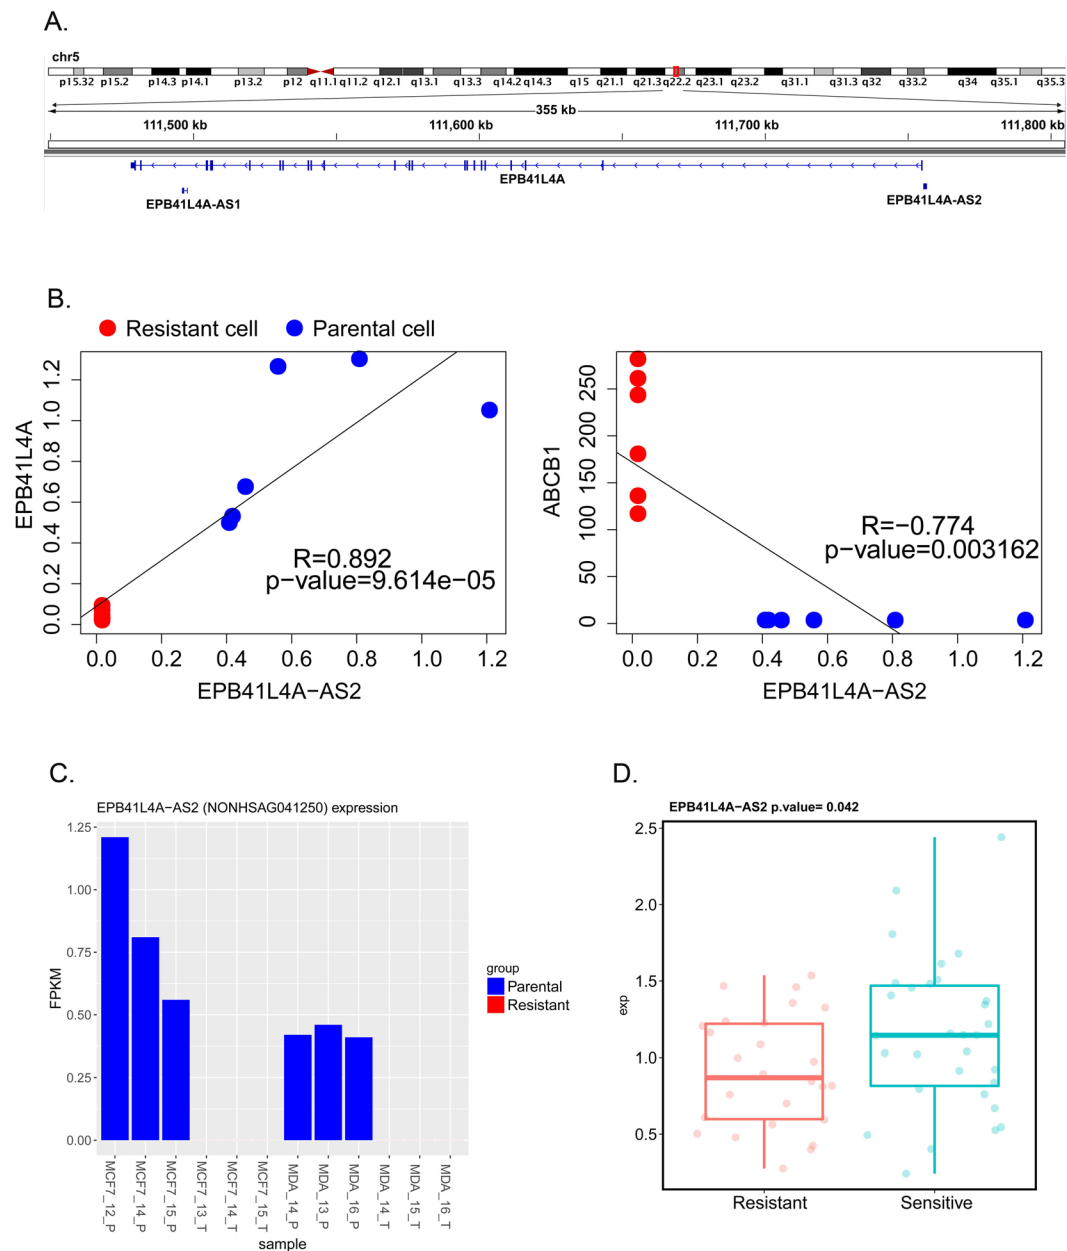 A.
chr5
p15.32 p15.2 p14.3 p14.1 p13.2 p12 q11.1 q11.2 q12.1 q13.1 q13.3 q14.2 q14.3 q15 q21.1 q21.3 q22.2 q23.1 q23.2 q31.1 q31.3 q32 q33.2 q34 q35.1 q35.3
355 kb
111,500 kb 111,600 kb 111,700 kb 111,800 kb
EPB41L4A
EPB41L4A-AS1 EPB41L4A-AS2
B.
Resistant cell Parental cell
EPB41L4A
0.0 0.2 0.4 0.6 0.8 1.0 1.2
R=0.892
p−value=9.614e−05
0.0 0.2 0.4 0.6 0.8 1.0 1.2
EPB41L4A−AS2
ABCB1
0 50 100 150 200 250
R=−0.774
p−value=0.003162
0.0 0.2 0.4 0.6 0.8 1.0 1.2
EPB41L4A−AS2
C.
EPB41L4A−AS2 (NONHSAG041250) expression
1.25
1.00
0.75
0.50
0.25
0.00
FPKM
group
Parental
Resistant
MCF7_12_P
MCF7_14_P
MCF7_15_P
MCF7_13_T
MCF7_14_T
MCF7_15_T
MDA_14_P
MDA_13_P
MDA_16_P
MDA_14_T
MDA_15_T
MDA_16_T
sample
D.
EPB41L4A−AS2 p.value= 0.042
2.5
2.0
1.5
1.0
0.5
exp
Resistant Sensitive